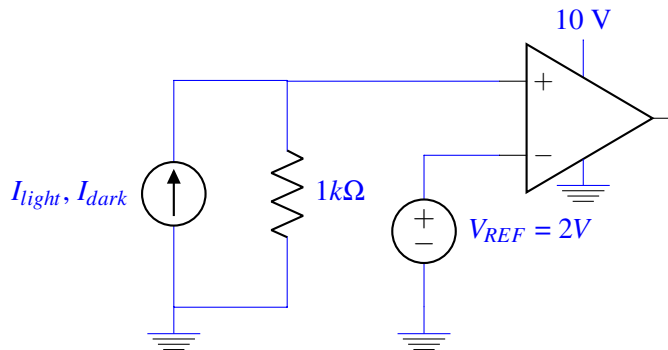 10 V
+
−
I_light, I_dark
1kΩ
+
−
V_REF = 2V